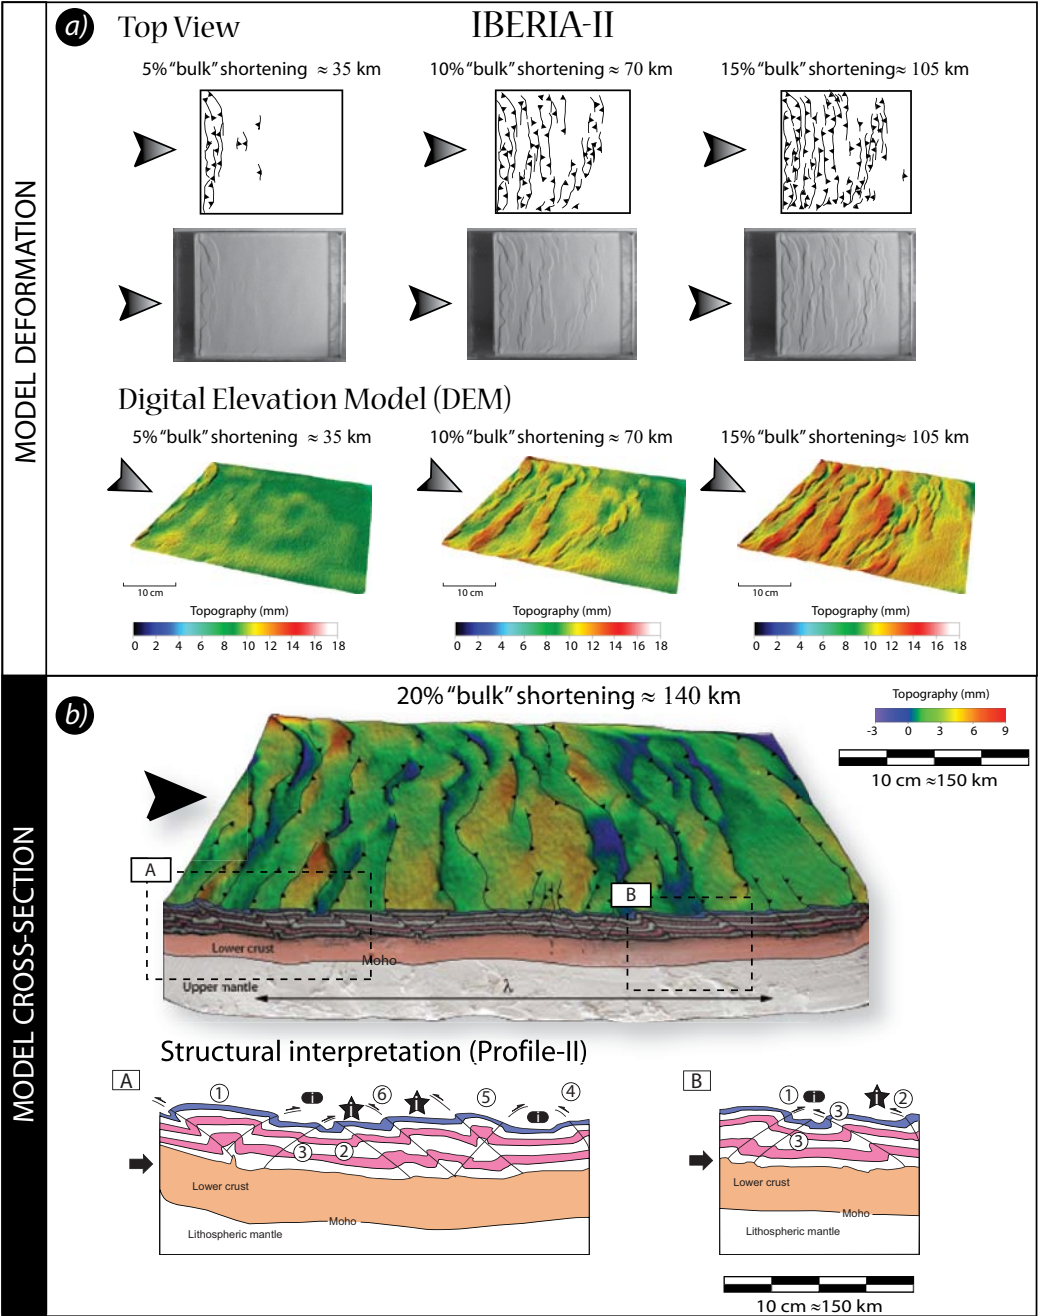 MODEL DEFORMATION
a) Top View IBERIA-II
5% “bulk” shortening ≈ 35 km 10% “bulk” shortening ≈ 70 km 15% “bulk” shortening≈ 105 km
Digital Elevation Model (DEM)
5% “bulk” shortening ≈ 35 km 10% “bulk” shortening ≈ 70 km 15% “bulk” shortening≈ 105 km
10 cm 10 cm 10 cm
Topography (mm) Topography (mm) Topography (mm)
0 2 4 6 8 10 12 14 16 18 0 2 4 6 8 10 12 14 16 18 0 2 4 6 8 10 12 14 16 18
MODEL CROSS-SECTION
b) 20% “bulk” shortening ≈ 140 km
Topography (mm)
-3 0 3 6 9
10 cm ≈150 km
A
B
Lower crust
Moho
Upper mantle
λ
Structural interpretation (Profile-II)
A
1 i i 6 i 5 i 4
3 2
Lower crust
Moho
Lithospheric mantle
B
1 i 3 i 2
3
Lower crust
Moho
Lithospheric mantle
10 cm ≈150 km